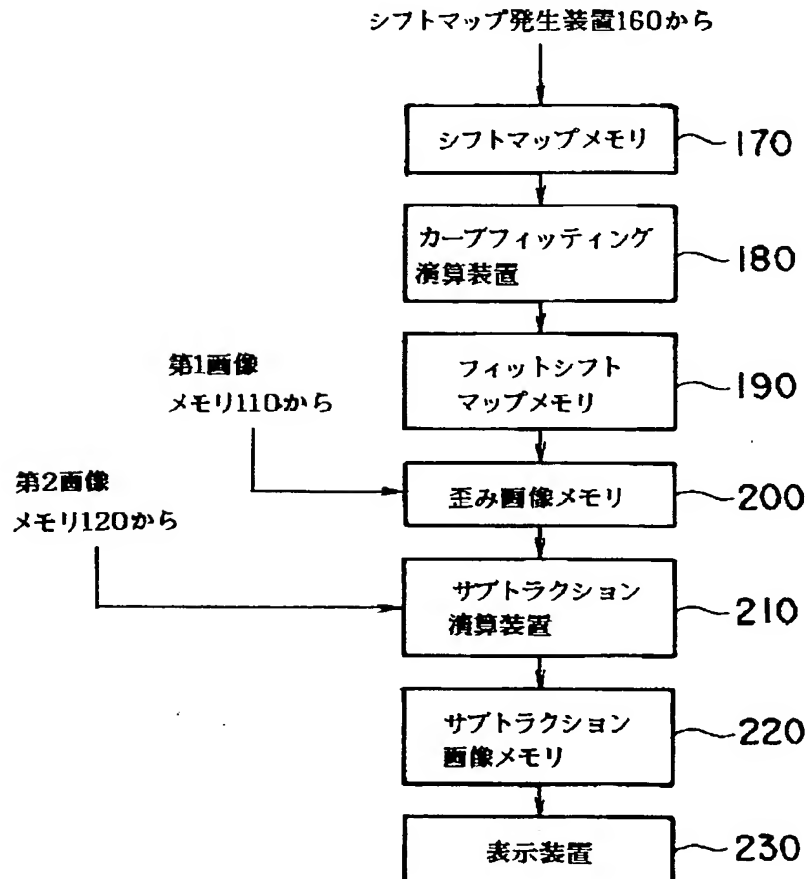 シフトマップ発生装置160から
シフトマップメモリ
170
カーブフィッティング
演算装置
180
第1画像
メモリ110から
フィットシフト
マップメモリ
190
第2画像
メモリ120から
歪み画像メモリ
200
サブトラクション
演算装置
210
サブトラクション
画像メモリ
220
表示装置
230